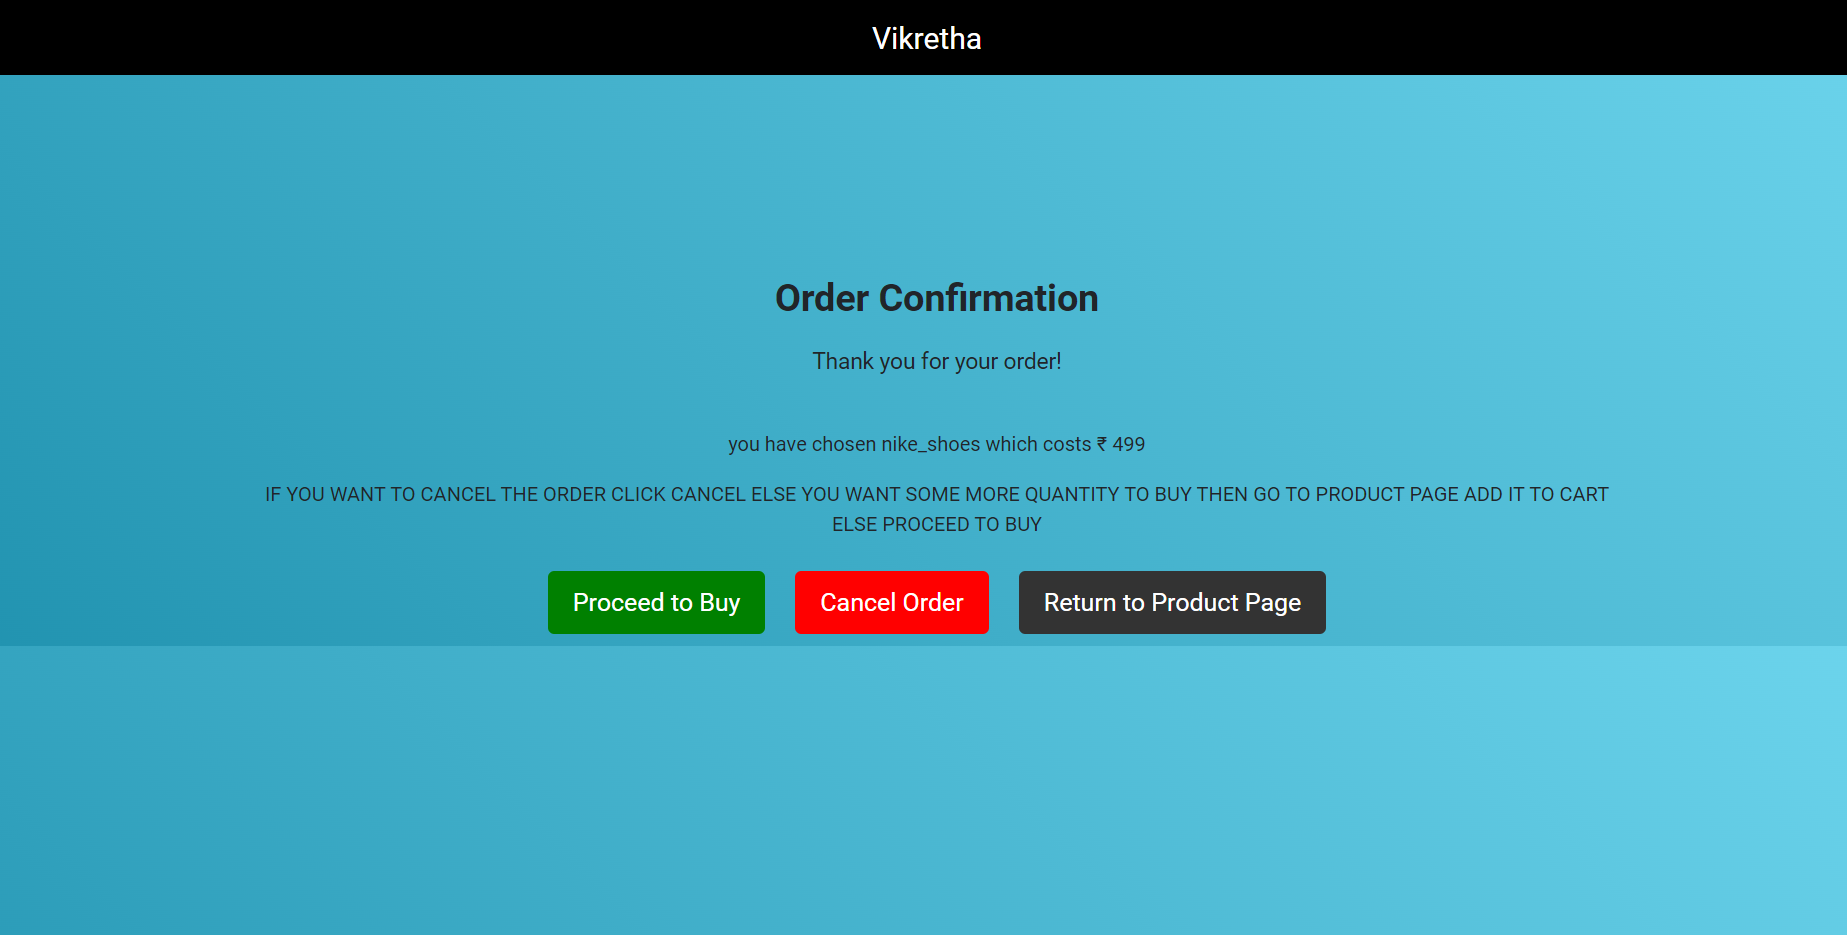 Vikretha
Order Confirmation
Thank you for your order!
you have chosen nike_shoes which costs ₹ 499
IF YOU WANT TO CANCEL THE ORDER CLICK CANCEL ELSE YOU WANT SOME MORE QUANTITY TO BUY THEN GO TO PRODUCT PAGE ADD IT TO CART
ELSE PROCEED TO BUY
Proceed to Buy
Cancel Order
Return to Product Page